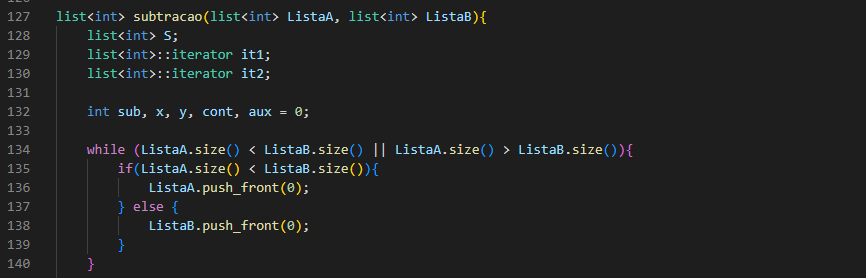 127 list<int> subtracao(list<int> ListaA, list<int> ListaB){
128 list<int> S;
129 list<int>::iterator it1;
130 list<int>::iterator it2;
131
132 int sub, x, y, cont, aux = 0;
133
134 while (ListaA.size() < ListaB.size() || ListaA.size() > ListaB.size()){
135 if(ListaA.size() < ListaB.size()){
136 ListaA.push_front(0);
137 } else {
138 ListaB.push_front(0);
139 }
140 }